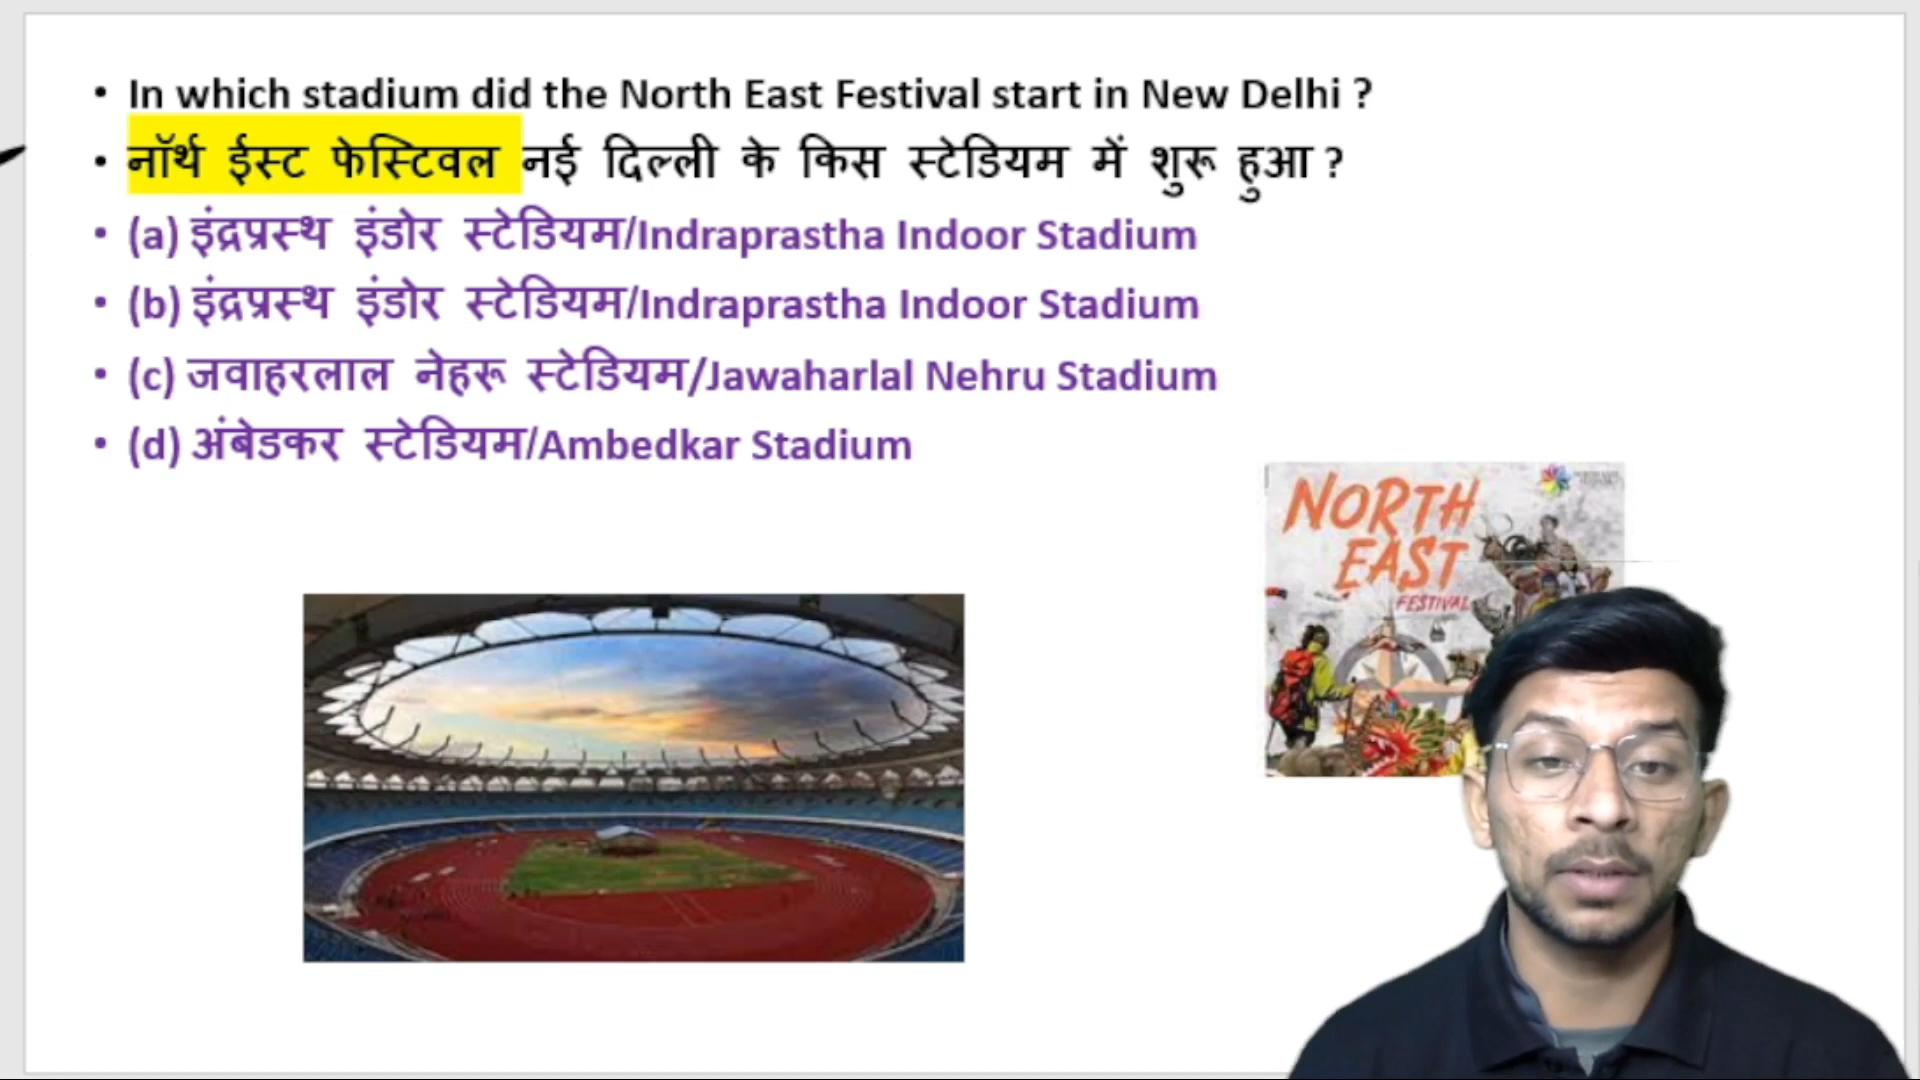 • In which stadium did the North East Festival start in New Delhi ?
• नॉर्थ ईस्ट फेस्टिवल नई दिल्ली के किस स्टेडियम में शुरू हुआ ?
• (a) इंद्रप्रस्थ इंडोर स्टेडियम/Indraprastha Indoor Stadium
• (b) इंद्रप्रस्थ इंडोर स्टेडियम/Indraprastha Indoor Stadium
• (c) जवाहरलाल नेहरू स्टेडियम/Jawaharlal Nehru Stadium
• (d) अंबेडकर स्टेडियम/Ambedkar Stadium
NORTH
EAST
FESTIVAL